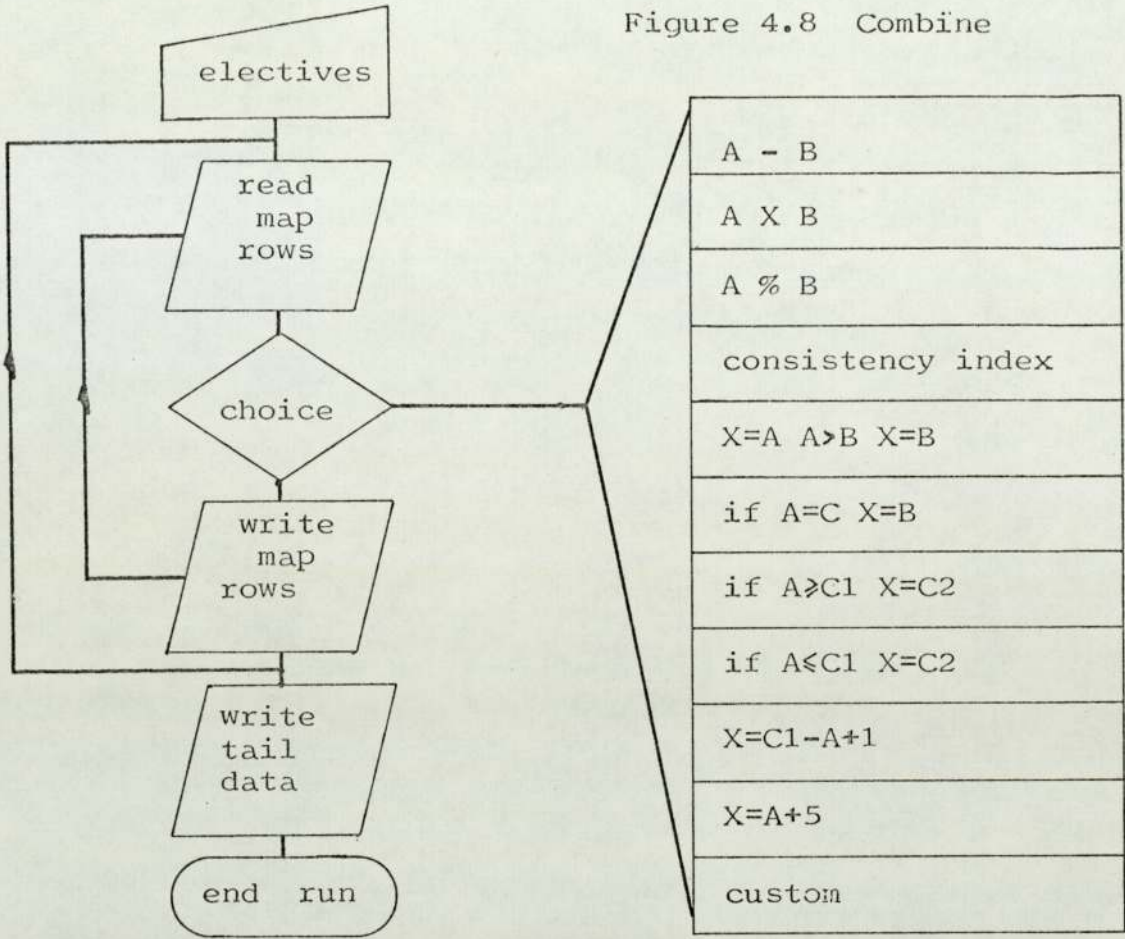 Figure 4.8 Combine
electives
read
map
rows
choice
write
map
rows
write
tail
data
end run
A - B
A X B
A % B
consistency index
X=A A>B X=B
if A=C X=B
if A⩾C1 X=C2
if A⩽C1 X=C2
X=C1-A+1
X=A+5
custom